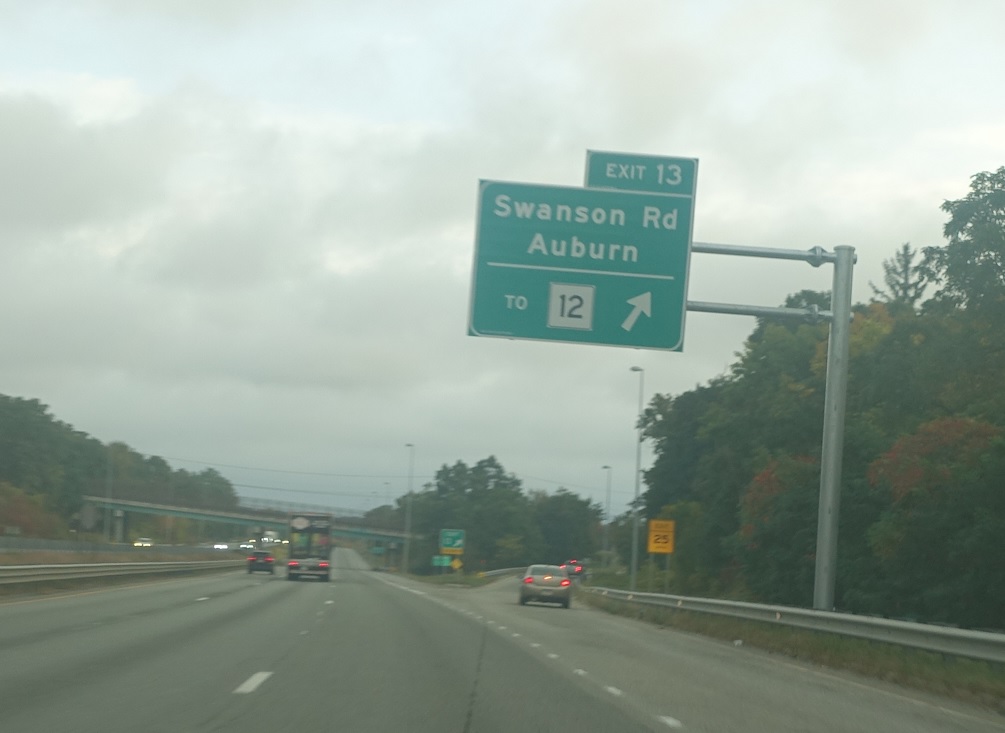 EXIT 13
Swanson Rd
Auburn
TO 12
25